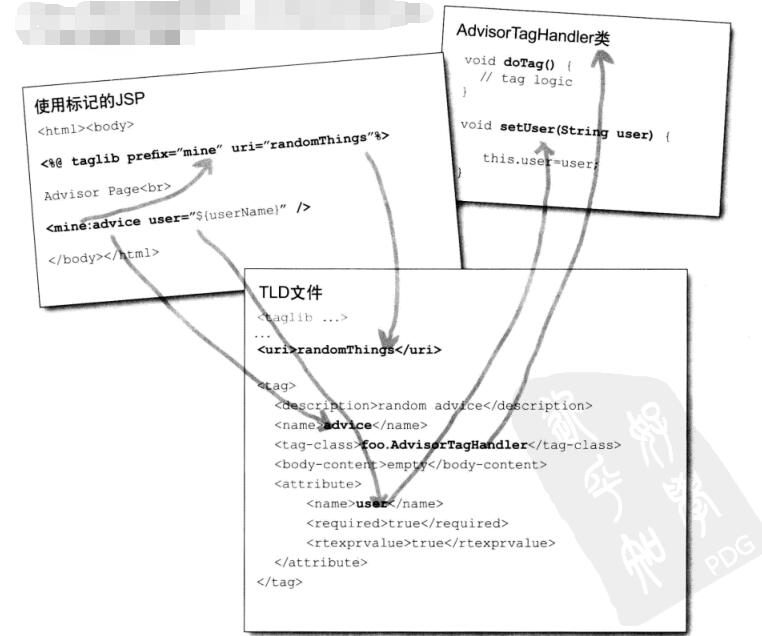 使用标记的JSP
<html><body>
<%@ taglib prefix="mine" uri="randomThings"%>
Advisor Page<br>
<mine:advice user="${userName}" />
</body></html>
AdvisorTagHandler类
void doTag() {
// tag logic
}
void setUser(String user) {
this.user=user;
}
TLD文件
<taglib ...>
...
<uri>randomThings</uri>
<tag>
<description>random advice</description>
<name>advice</name>
<tag-class>foo.AdvisorTagHandler</tag-class>
<body-content>empty</body-content>
<attribute>
<name>user</name>
<required>true</required>
<rtexprvalue>true</rtexprvalue>
</attribute>
</tag>
PDG